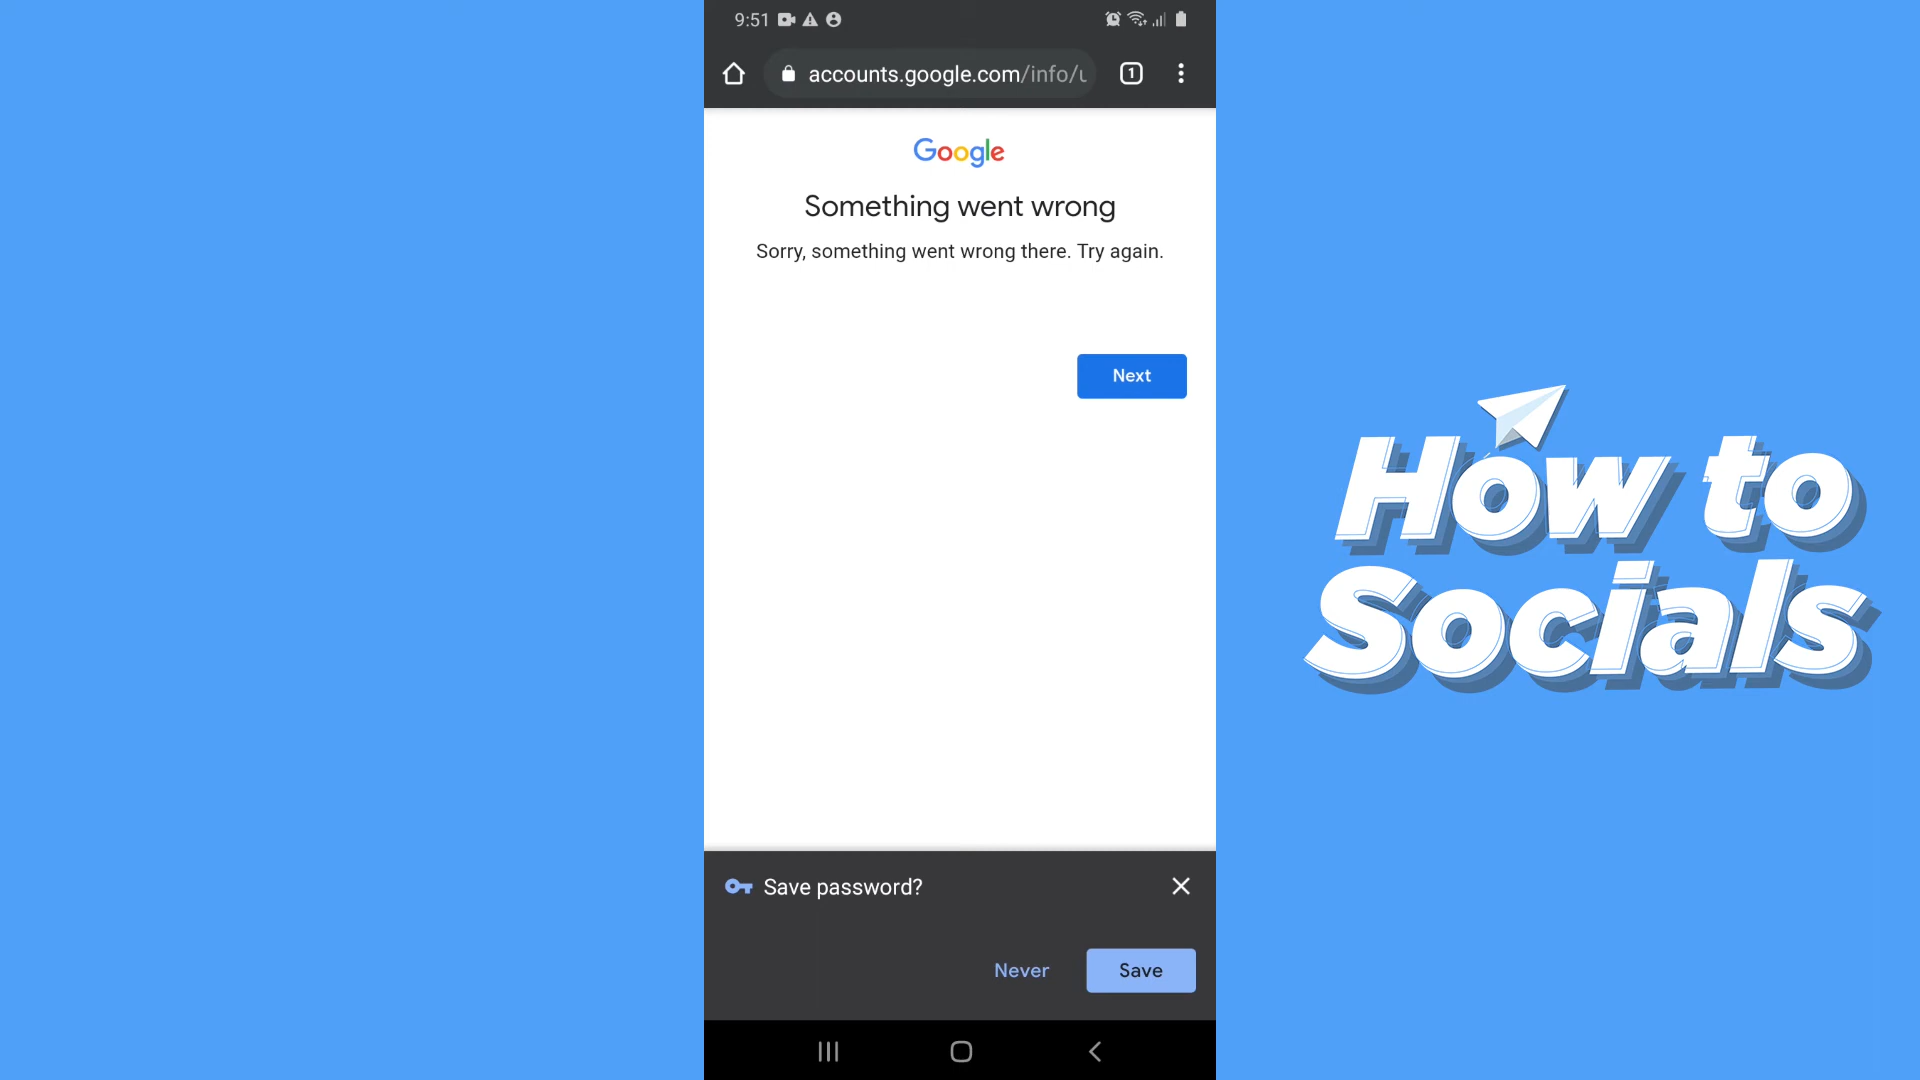 9:51
accounts.google.com/info/u
1
Google
Something went wrong
Sorry, something went wrong there. Try again.
Next
How to
Socials
Save password?
Never
Save